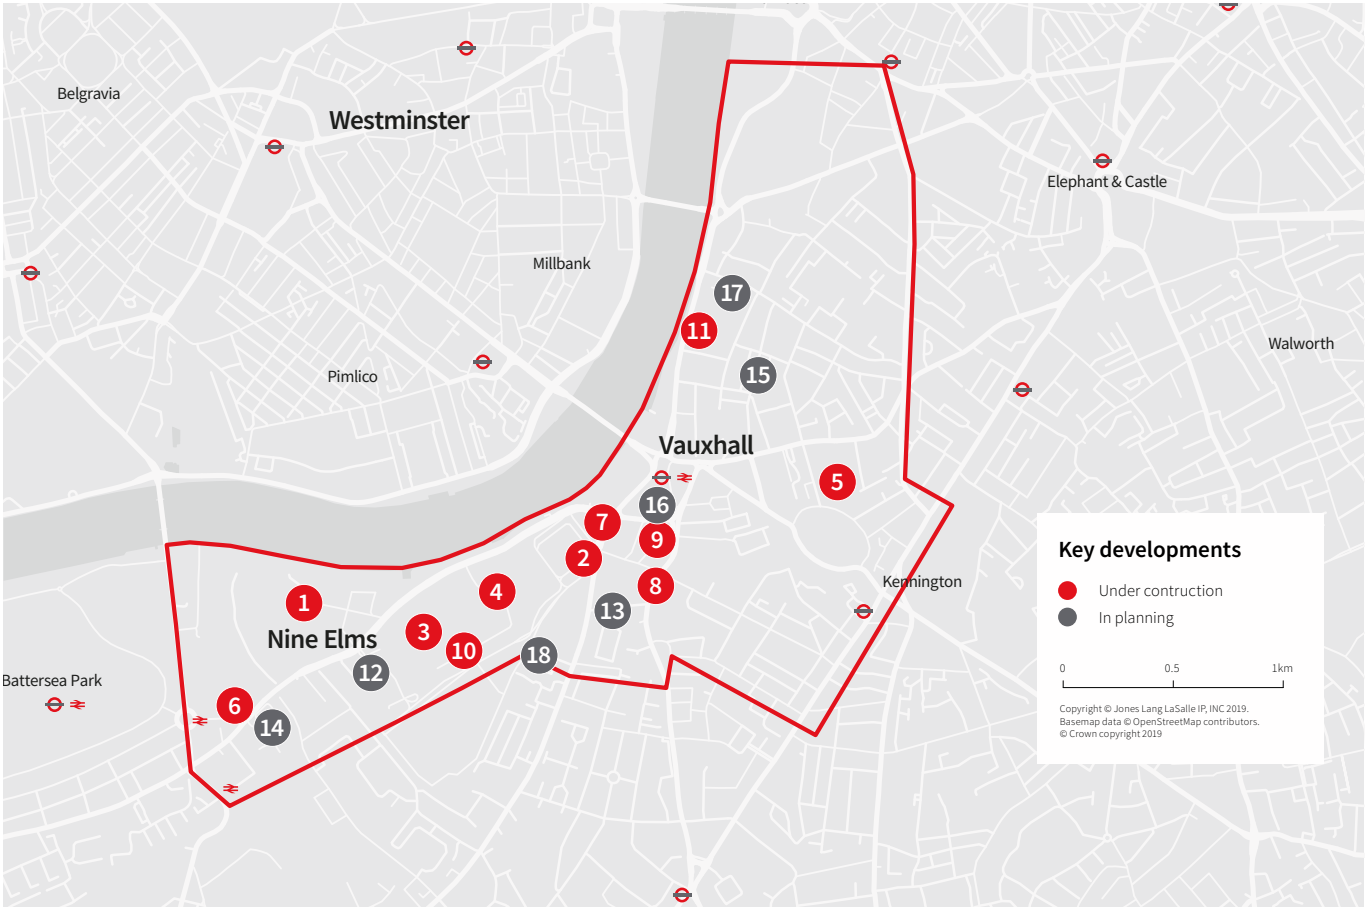 Belgravia
Westminster
Elephant & Castle
Millbank
17
11
Walworth
15
Pimlico
Vauxhall
5
16
7
9
2
Key developments
Under contruction
In planning
0 0.5 1km
Copyright © Jones Lang LaSalle IP, INC 2019.
Basemap data © OpenStreetMap contributors.
© Crown copyright 2019
Kennington
8
4
1
13
3
Nine Elms
10
18
12
Battersea Park
6
14